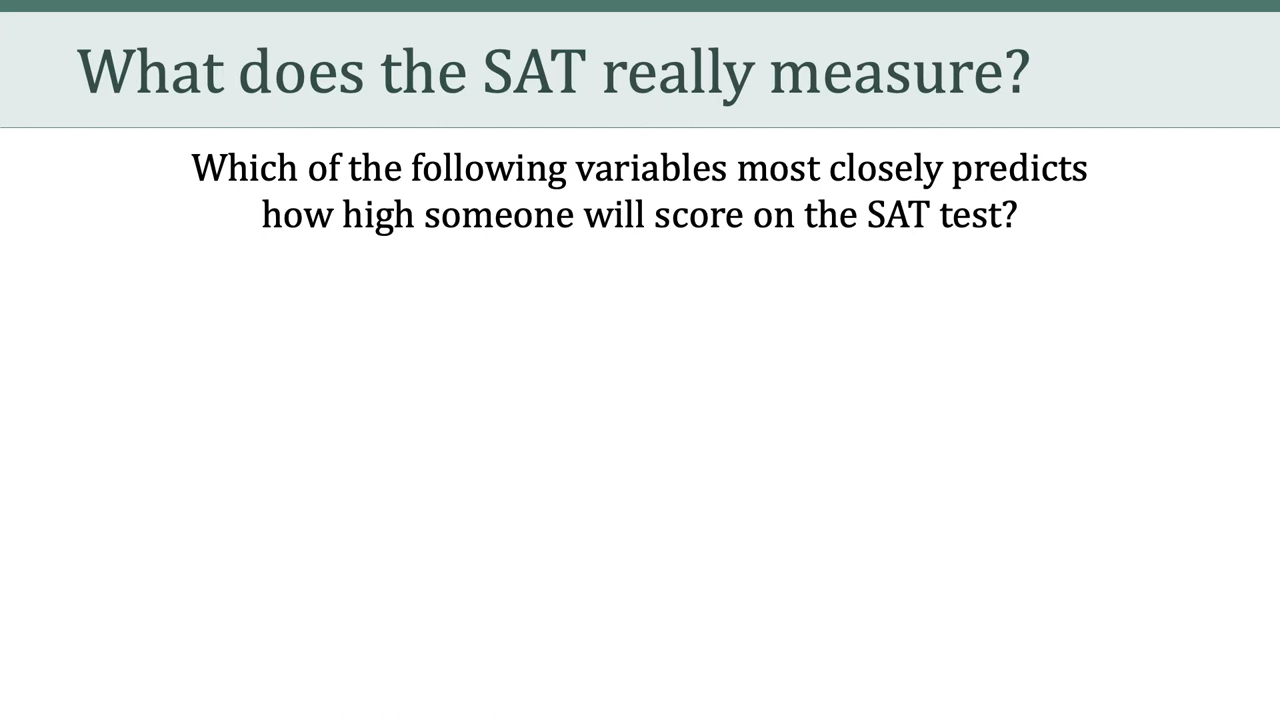 What does the SAT really measure?
Which of the following variables most closely predicts
how high someone will score on the SAT test?